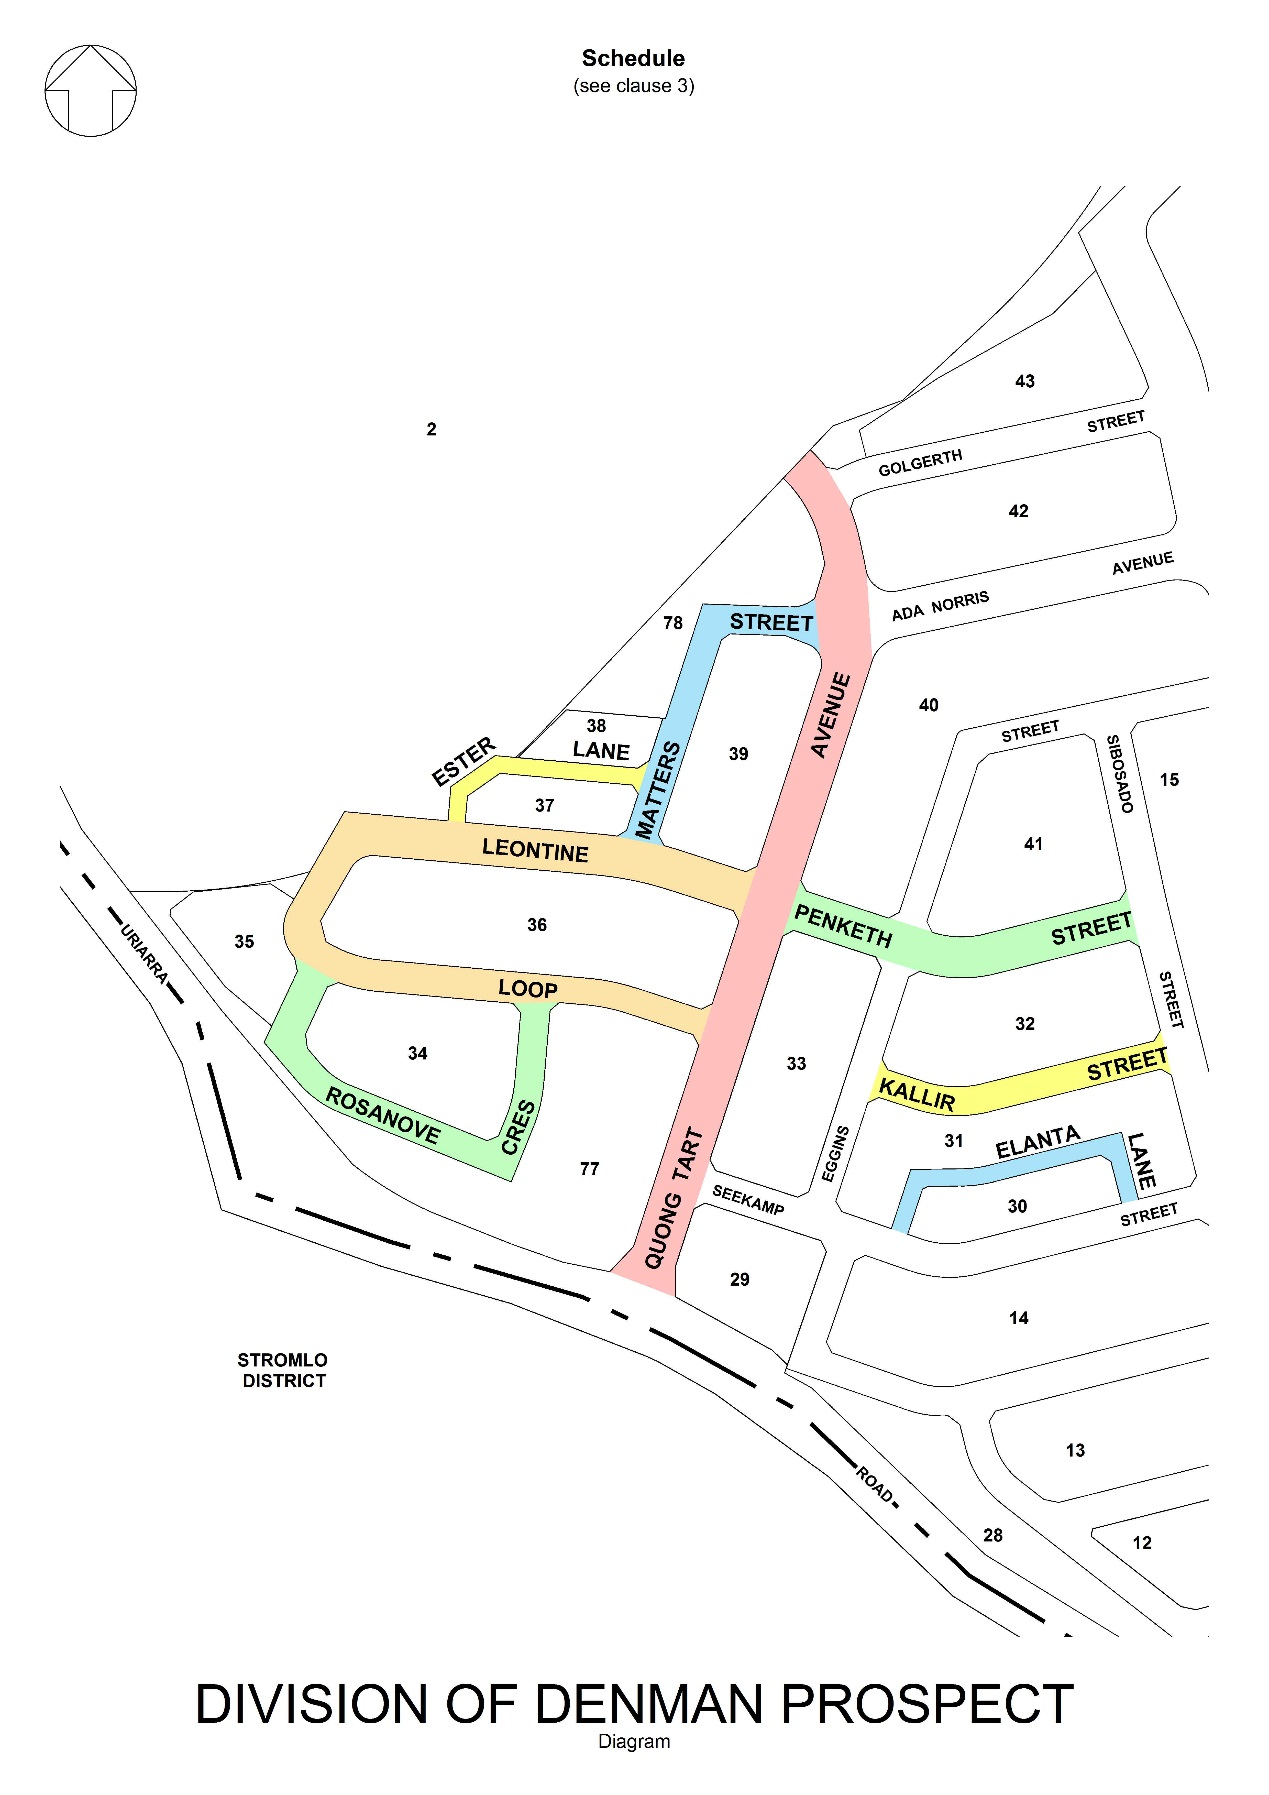 Schedule
(see clause 3)
43
STREET
2
GOLGERTH
42
AVENUE
ADA NORRIS
78
STREET
40
AVENUE
38
STREET
SIBOSADO
ESTER
LANE
39
15
MATTERS
37
41
LEONTINE
PENKETH
STREET
36
35
URIARRA
LOOP
STREET
32
34
33
STREET
KALLIR
ROSANOVE
CRES
31
ELANTA
LANE
EGGINS
77
QUONG TART
SEEKAMP
30
STREET
29
14
STROMLO
DISTRICT
13
ROAD
28
12
DIVISION OF DENMAN PROSPECT
Diagram